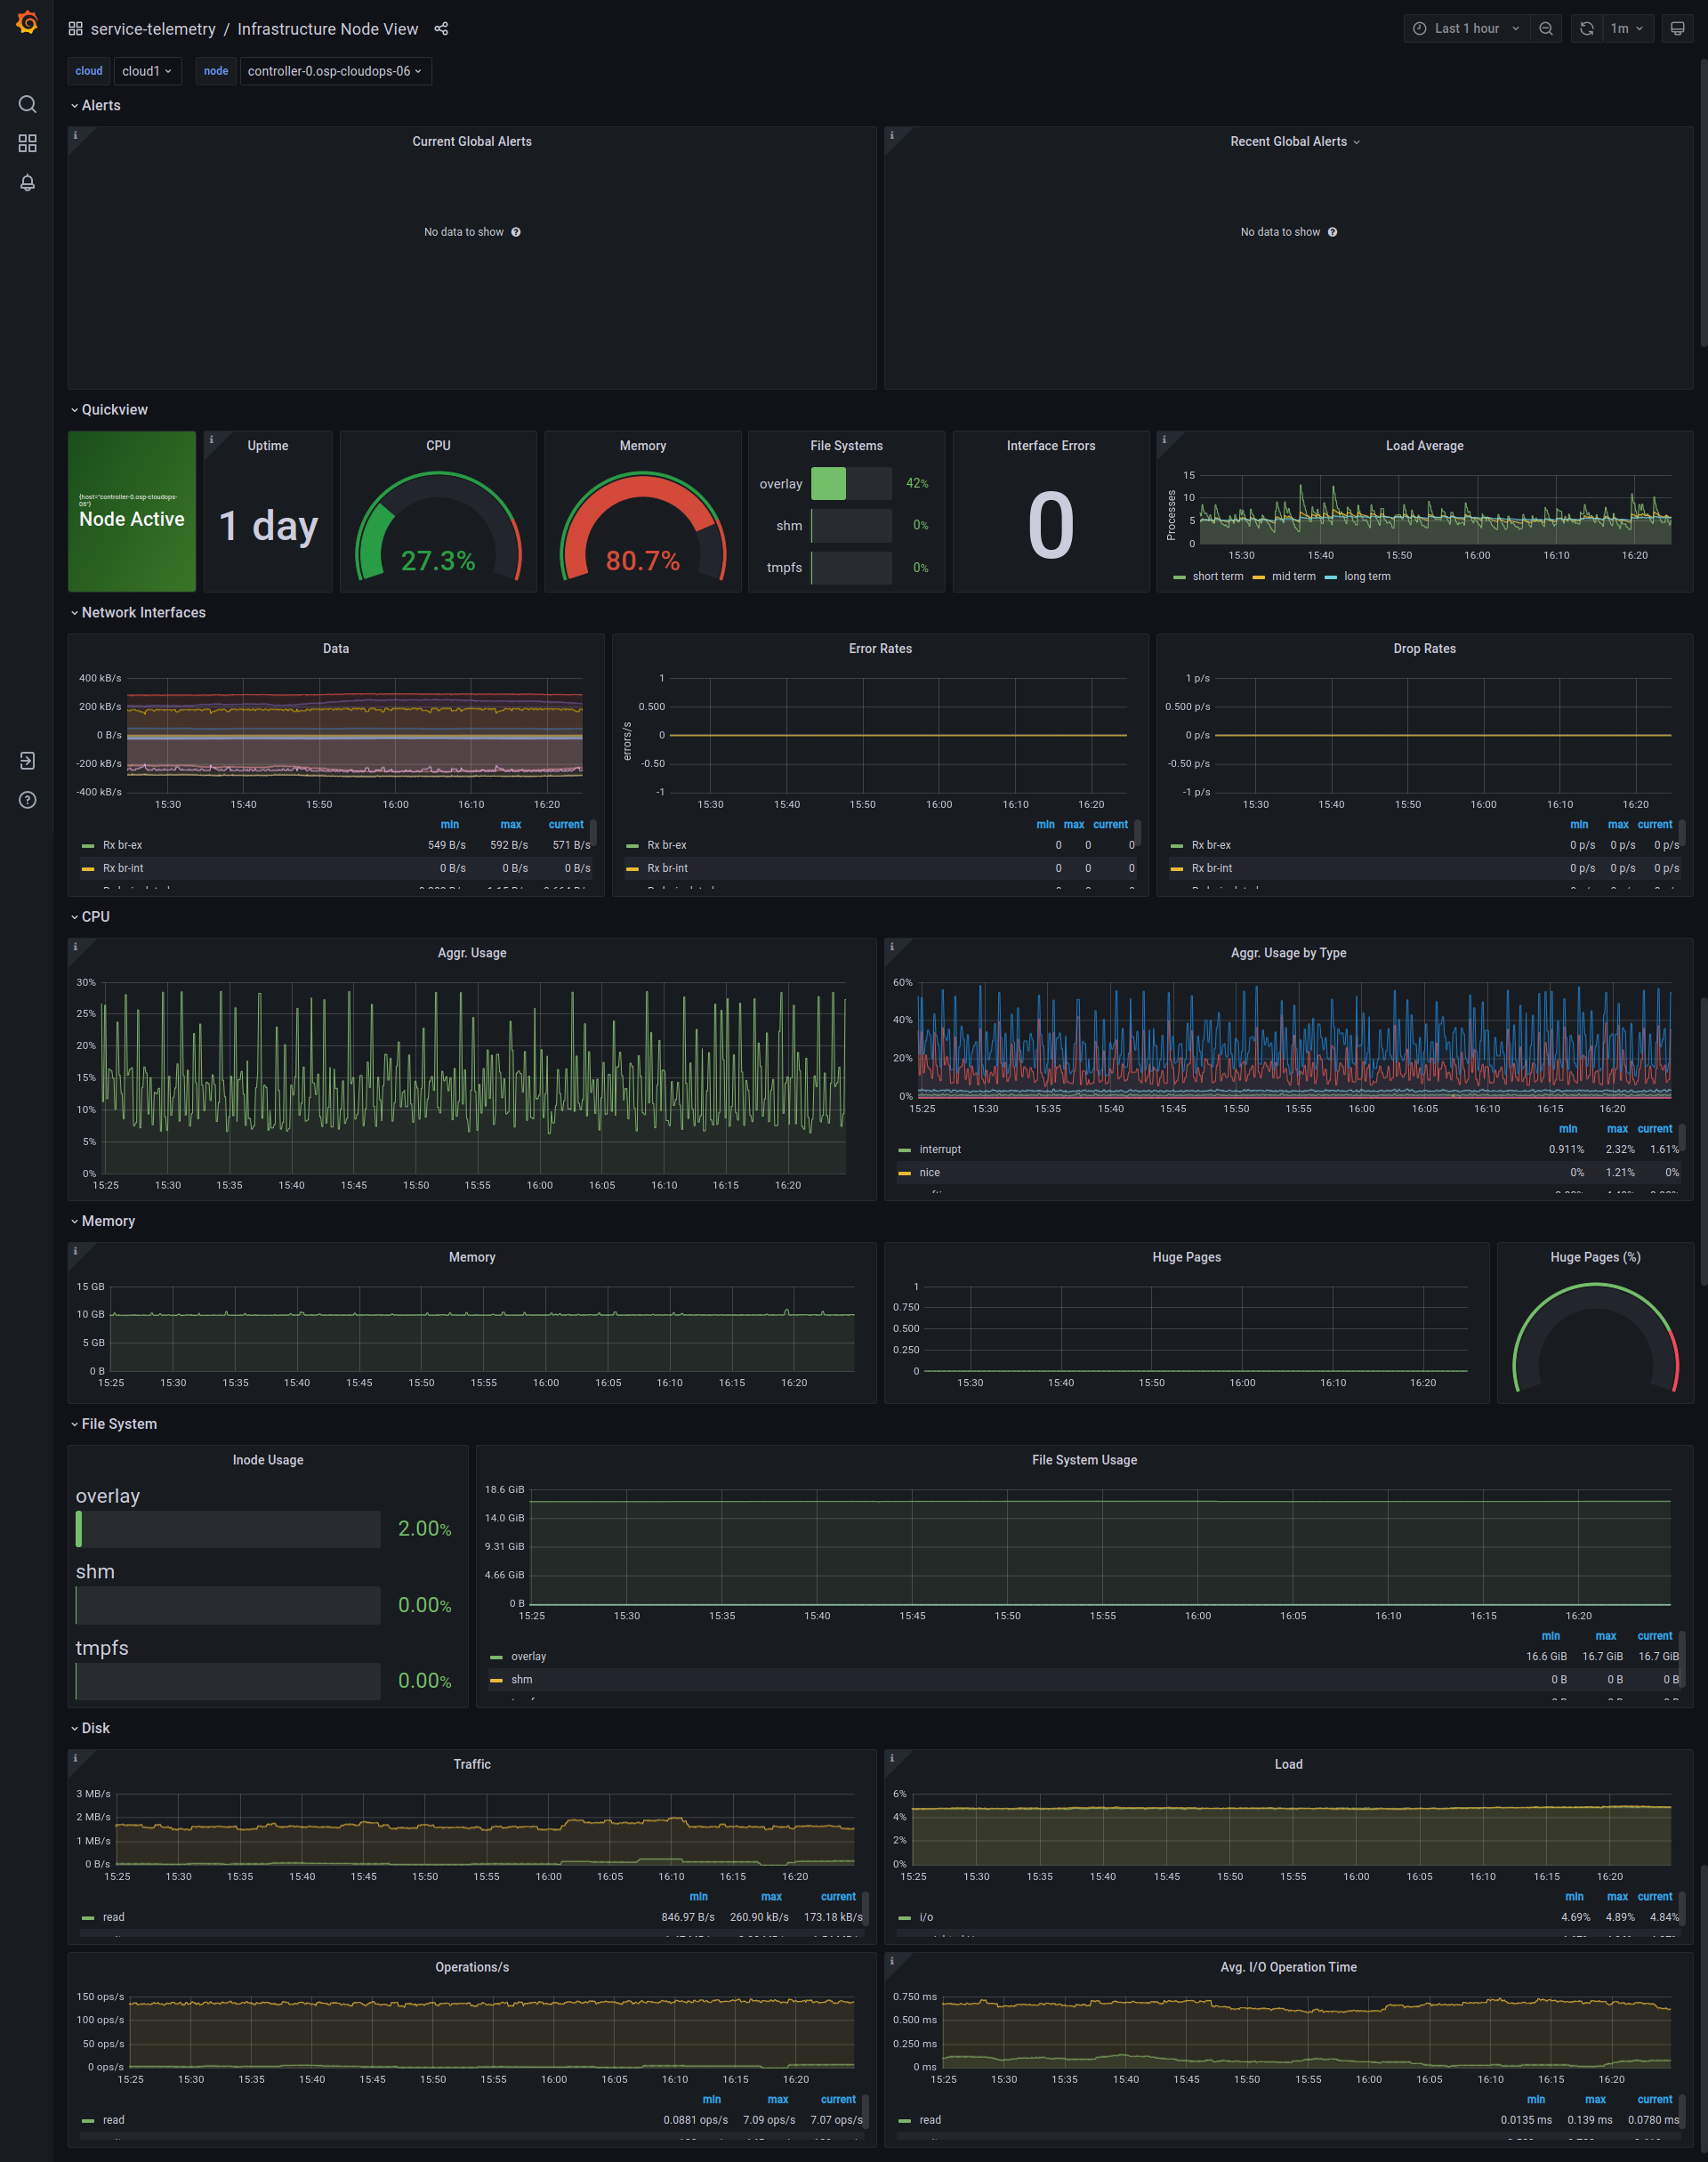 service-telemetry / Infrastructure Node View
Last 1 hour
1m
cloud cloud1 node controller-0.osp-cloudops-06
Alerts
Current Global Alerts
No data to show
Recent Global Alerts
No data to show
Quickview
{host="controller-0.osp-cloudops-
06"}
Node Active
Uptime
1 day
CPU
27.3%
Memory
80.7%
File Systems
overlay 42%
shm 0%
tmpfs 0%
Interface Errors
0
Load Average
Processes
15
10
5
0
15:30 15:40 15:50 16:00 16:10 16:20
short term mid term long term
Network Interfaces
Data
400 kB/s
200 kB/s
0 B/s
-200 kB/s
-400 kB/s
15:30 15:40 15:50 16:00 16:10 16:20
min max current
Rx br-ex 549 B/s 592 B/s 571 B/s
Rx br-int 0 B/s 0 B/s 0 B/s
Error Rates
errors/s
1
0.500
0
-0.50
-1
15:30 15:40 15:50 16:00 16:10 16:20
min max current
Rx br-ex 0 0 0
Rx br-int 0 0 0
Drop Rates
1 p/s
0.500 p/s
0 p/s
-0.50 p/s
-1 p/s
15:30 15:40 15:50 16:00 16:10 16:20
min max current
Rx br-ex 0 p/s 0 p/s 0 p/s
Rx br-int 0 p/s 0 p/s 0 p/s
CPU
Aggr. Usage
30%
25%
20%
15%
10%
5%
0%
15:25 15:30 15:35 15:40 15:45 15:50 15:55 16:00 16:05 16:10 16:15 16:20
Aggr. Usage by Type
60%
40%
20%
0%
15:25 15:30 15:35 15:40 15:45 15:50 15:55 16:00 16:05 16:10 16:15 16:20
min max current
interrupt 0.911% 2.32% 1.61%
nice 0% 1.21% 0%
Memory
Memory
15 GB
10 GB
5 GB
0 B
15:25 15:30 15:35 15:40 15:45 15:50 15:55 16:00 16:05 16:10 16:15 16:20
Huge Pages
1
0.750
0.500
0.250
0
15:30 15:40 15:50 16:00 16:10 16:20
Huge Pages (%)
File System
Inode Usage
overlay
2.00%
shm
0.00%
tmpfs
0.00%
File System Usage
18.6 GiB
14.0 GiB
9.31 GiB
4.66 GiB
0 B
15:25 15:30 15:35 15:40 15:45 15:50 15:55 16:00 16:05 16:10 16:15 16:20
min max current
overlay 16.6 GiB 16.7 GiB 16.7 GiB
shm 0 B 0 B 0 B
Disk
Traffic
3 MB/s
2 MB/s
1 MB/s
0 B/s
15:25 15:30 15:35 15:40 15:45 15:50 15:55 16:00 16:05 16:10 16:15 16:20
min max current
read 846.97 B/s 260.90 kB/s 173.18 kB/s
Load
6%
4%
2%
0%
15:25 15:30 15:35 15:40 15:45 15:50 15:55 16:00 16:05 16:10 16:15 16:20
min max current
i/o 4.69% 4.89% 4.84%
Operations/s
150 ops/s
100 ops/s
50 ops/s
0 ops/s
15:25 15:30 15:35 15:40 15:45 15:50 15:55 16:00 16:05 16:10 16:15 16:20
min max current
read 0.0881 ops/s 7.09 ops/s 7.07 ops/s
Avg. I/O Operation Time
0.750 ms
0.500 ms
0.250 ms
0 ms
15:25 15:30 15:35 15:40 15:45 15:50 15:55 16:00 16:05 16:10 16:15 16:20
min max current
read 0.0135 ms 0.139 ms 0.0780 ms